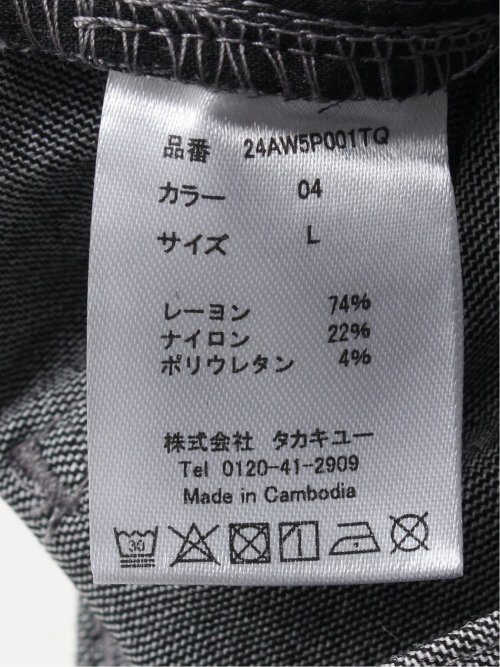 品番 24AW5P001TQ
カラー 04
サイズ L
レーヨン 74%
ナイロン 22%
ポリウレタン 4%
株式会社 タカキユー
Tel 0120-41-2909
Made in Cambodia
30